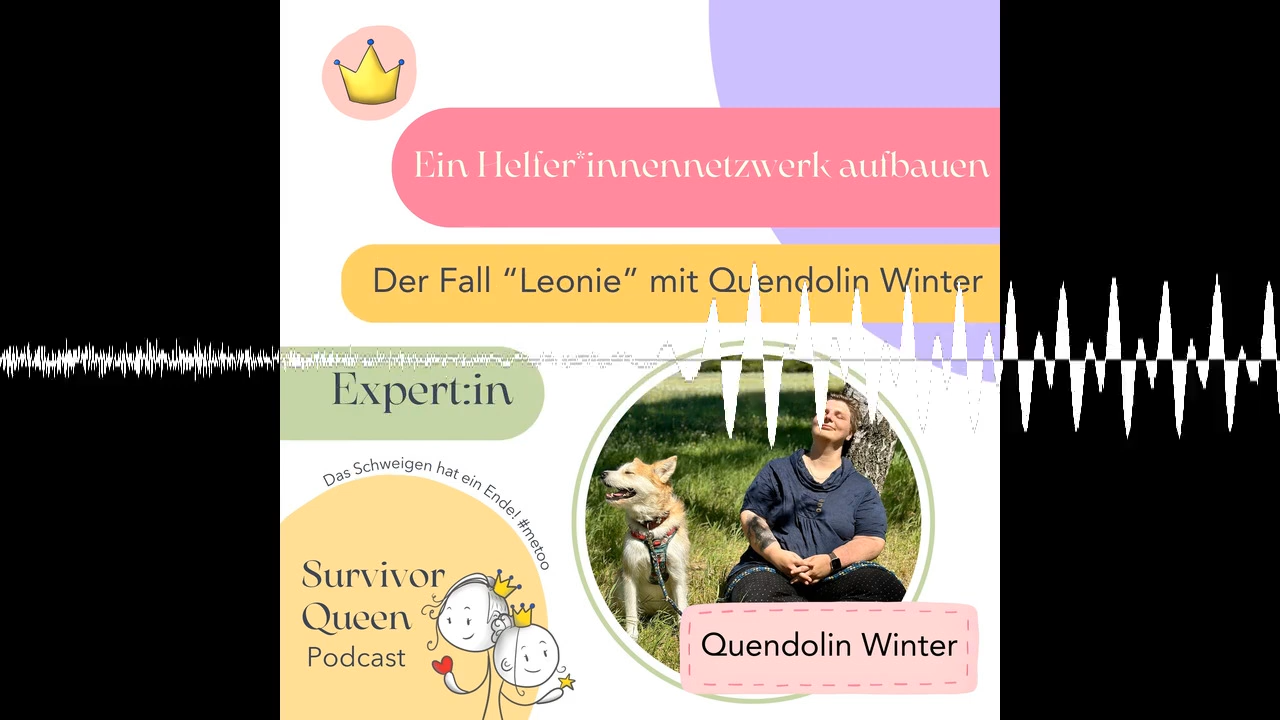 Ein Helfer*innennetzwerk aufbauen
Der Fall “Leonie” mit Quendolin Winter
Expert:in
Das Schweigen hat ein Ende! #metoo
Survivor
Queen
Podcast
Quendolin Winter